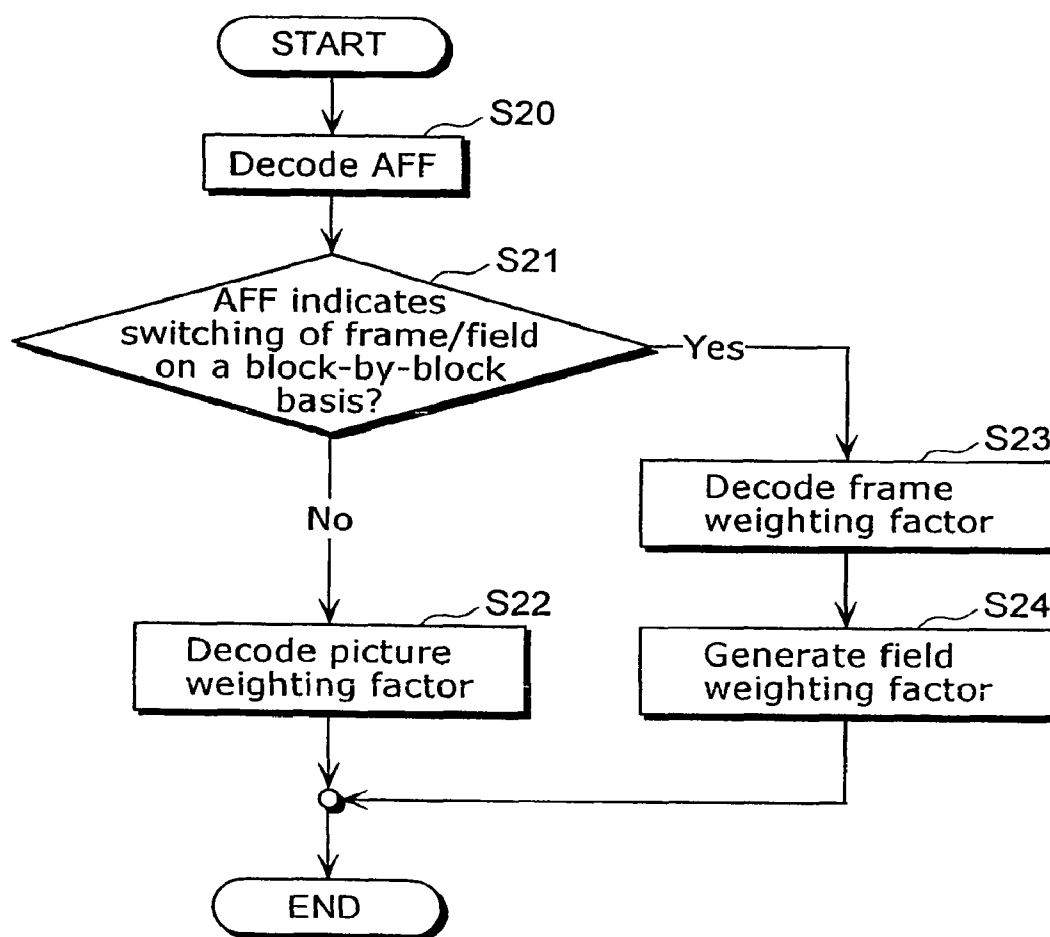 START
S20
Decode AFF
S21
AFF indicates
switching of frame/field
on a block-by-block
basis?
Yes
No
S23
Decode frame
weighting factor
S22
Decode picture
weighting factor
S24
Generate field
weighting factor
END